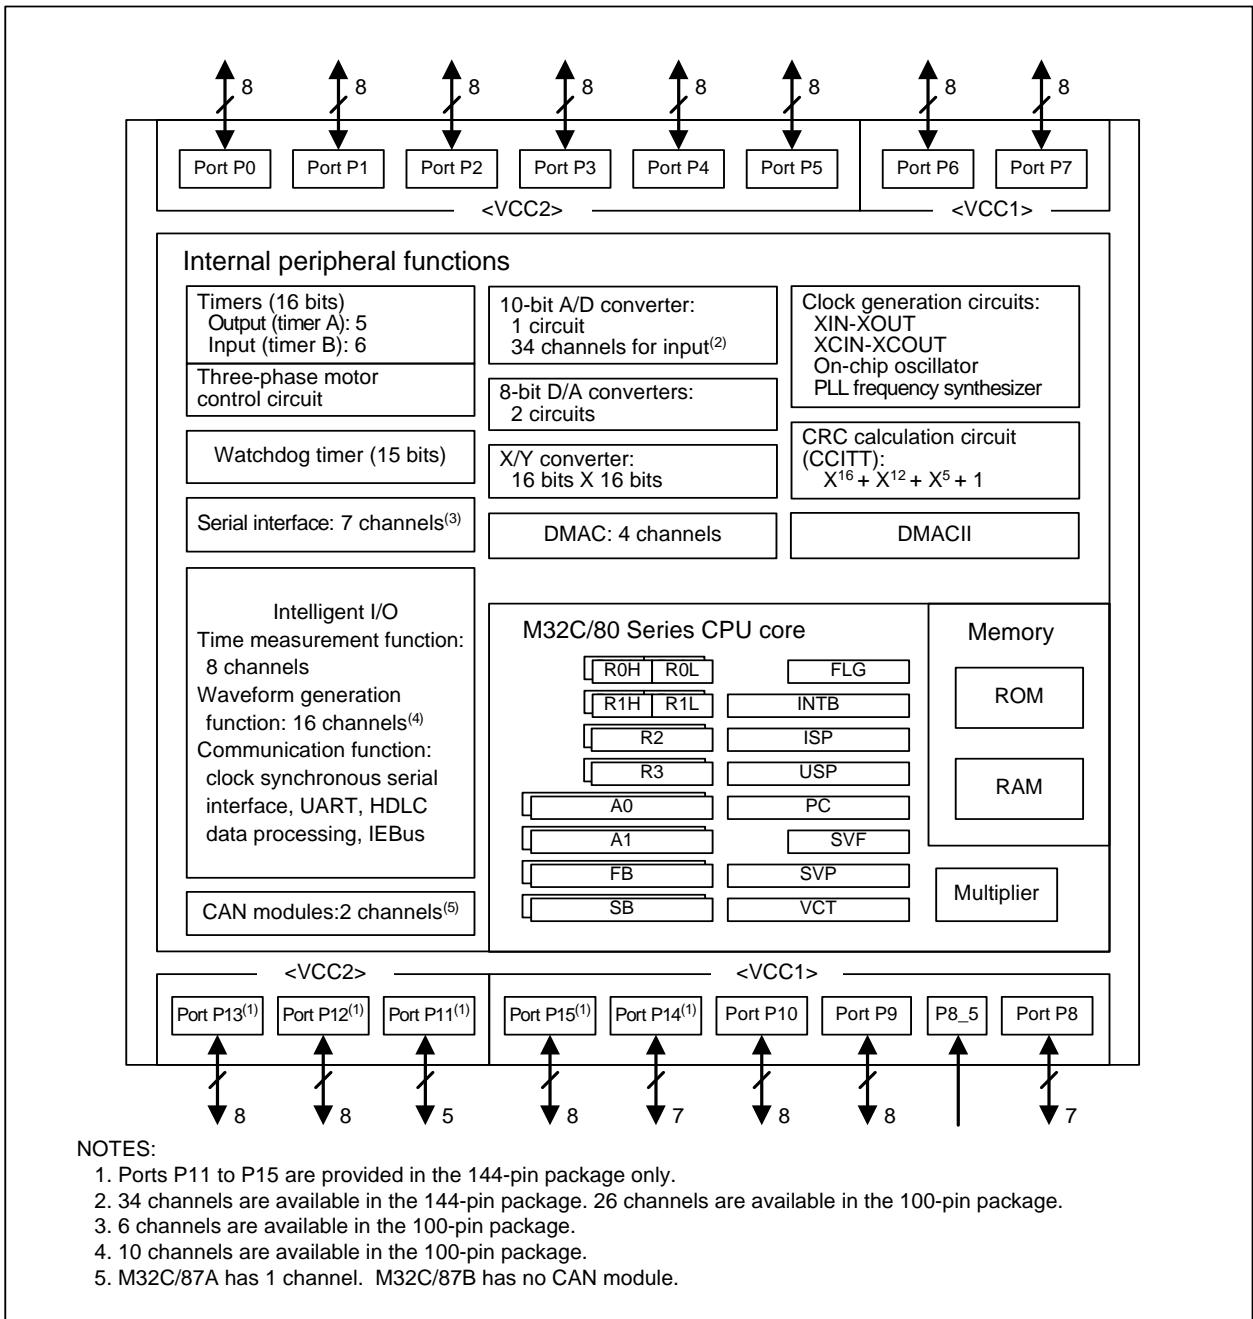 8 8 8 8 8 8 8 8
Port P0 Port P1 Port P2 Port P3 Port P4 Port P5 Port P6 Port P7
<VCC2> <VCC1>
Internal peripheral functions
Timers (16 bits)
Output (timer A): 5
Input (timer B): 6
Three-phase motor
control circuit
Watchdog timer (15 bits)
Serial interface: 7 channels(3)
Intelligent I/O
Time measurement function:
8 channels
Waveform generation
function: 16 channels(4)
Communication function:
clock synchronous serial
interface, UART, HDLC
data processing, IEBus
CAN modules:2 channels(5)
10-bit A/D converter:
1 circuit
34 channels for input(2)
8-bit D/A converters:
2 circuits
X/Y converter:
16 bits X 16 bits
DMAC: 4 channels
Clock generation circuits:
XIN-XOUT
XCIN-XCOUT
On-chip oscillator
PLL frequency synthesizer
CRC calculation circuit
(CCITT):
X16 + X12 + X5 + 1
DMACII
M32C/80 Series CPU core
R0H R0L FLG
R1H R1L INTB
R2 ISP
R3 USP
A0 PC
A1 SVF
FB SVP
SB VCT
Memory
ROM
RAM
Multiplier
<VCC2> <VCC1>
Port P13(1) Port P12(1) Port P11(1) Port P15(1) Port P14(1) Port P10 Port P9 P8_5 Port P8
8 8 5 8 7 8 8 7
NOTES:
1. Ports P11 to P15 are provided in the 144-pin package only.
2. 34 channels are available in the 144-pin package. 26 channels are available in the 100-pin package.
3. 6 channels are available in the 100-pin package.
4. 10 channels are available in the 100-pin package.
5. M32C/87A has 1 channel. M32C/87B has no CAN module.